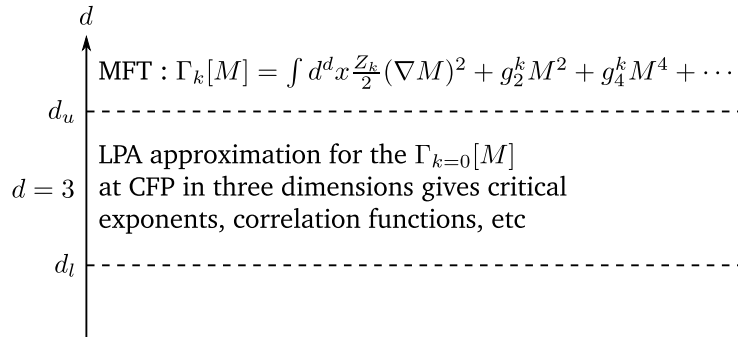 d
MFT : Γ_k[M] = ∫ d^d x \frac{Z_k}{2}(∇M)^2 + g_2^k M^2 + g_4^k M^4 + ⋯
d_u
LPA approximation for the Γ_{k=0}[M]
d = 3 at CFP in three dimensions gives critical
exponents, correlation functions, etc
d_l